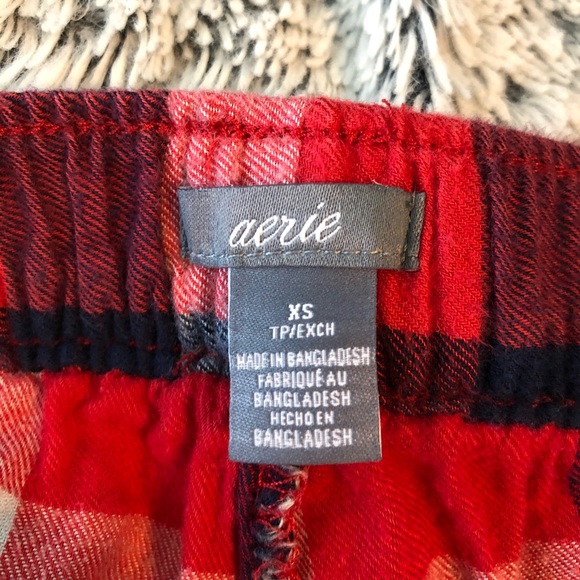 aerie
XS
TP/EXCH
MADE IN BANGLADESH
FABRIQUÉ AU
BANGLADESH
HECHO EN
BANGLADESH